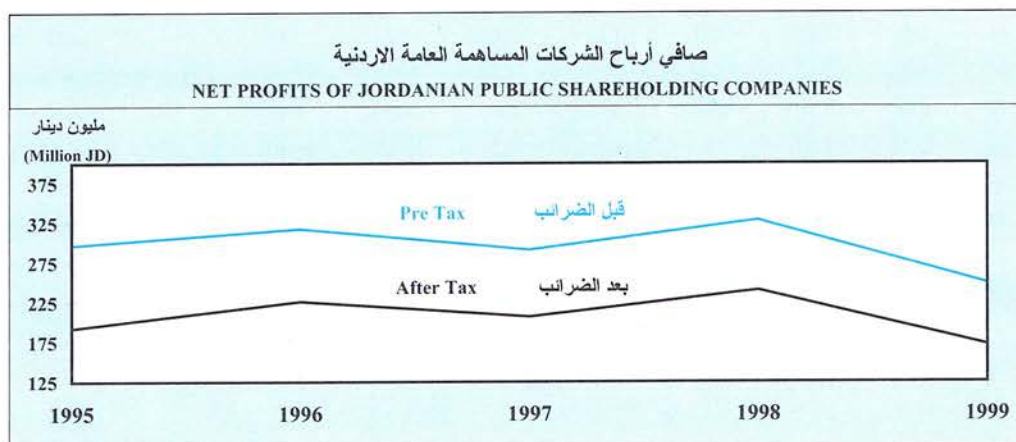 صافي أرباح الشركات المساهمة العامة الاردنية
NET PROFITS OF JORDANIAN PUBLIC SHAREHOLDING COMPANIES
مليون دينار
(Million JD)
375
325
275
225
175
125
Pre Tax قبل الضرائب
After Tax بعد الضرائب
1995 1996 1997 1998 1999